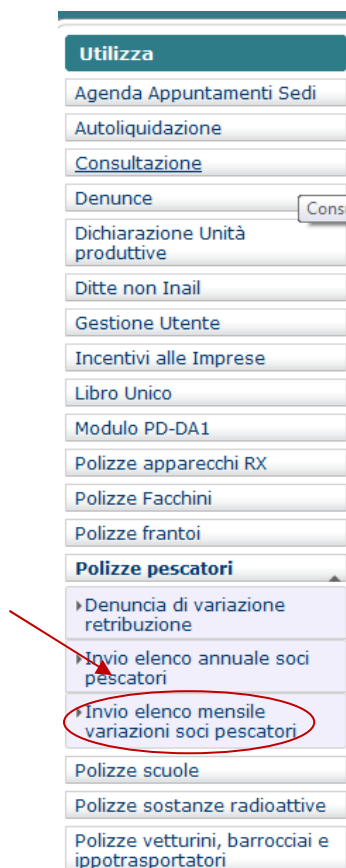 Utilizza
Agenda Appuntamenti Sedi
Autoliquidazione
Consultazione
Denunce
Cons
Dichiarazione Unità
produttive
Ditte non Inail
Gestione Utente
Incentivi alle Imprese
Libro Unico
Modulo PD-DA1
Polizze apparecchi RX
Polizze Facchini
Polizze frantoi
Polizze pescatori
Denuncia di variazione
retribuzione
Invio elenco annuale soci
pescatori
Invio elenco mensile
variazioni soci pescatori
Polizze scuole
Polizze sostanze radioattive
Polizze vetturini, barrocciai e
ippotrasportatori